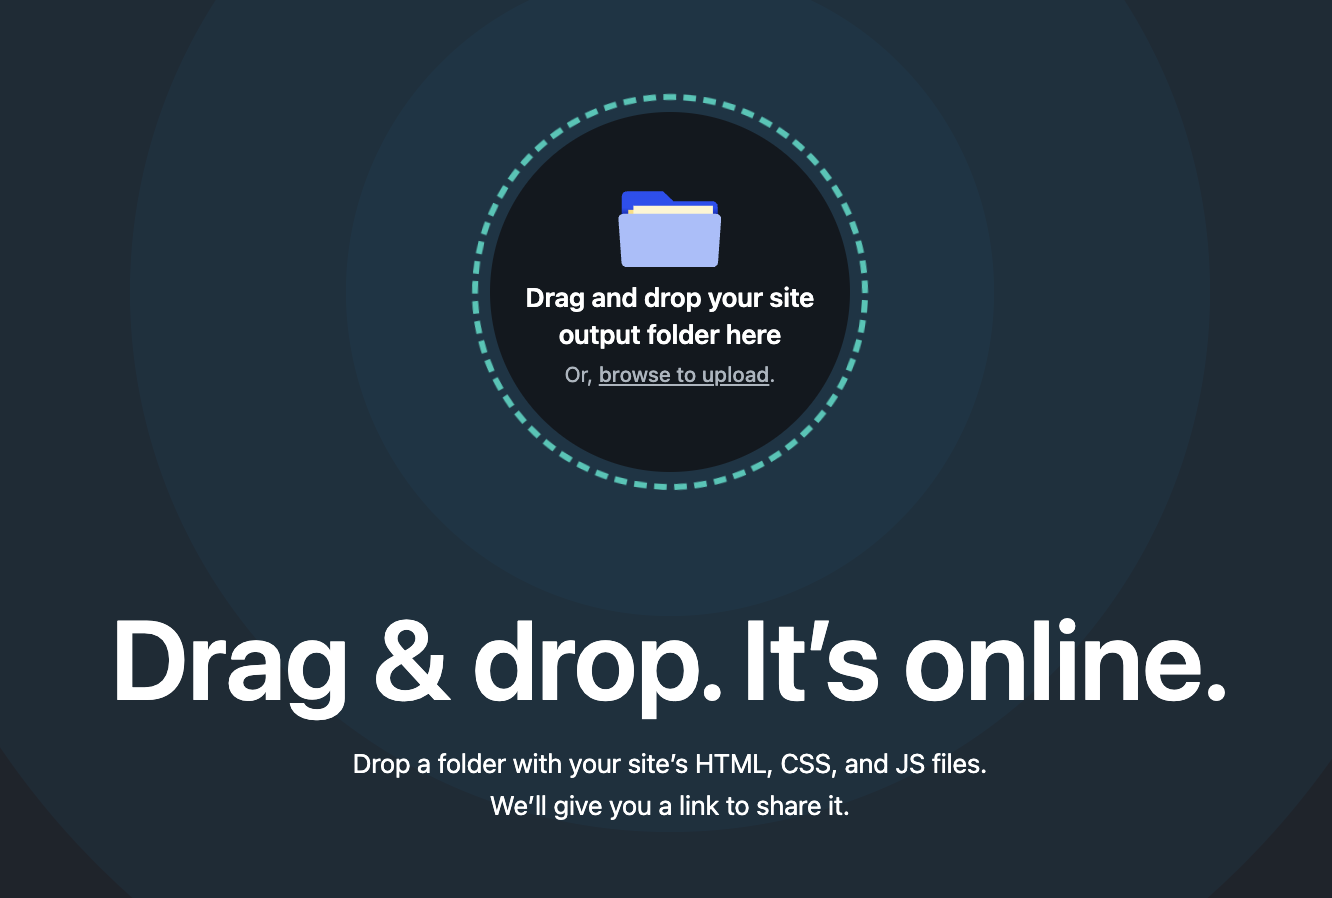 Drag and drop your site
output folder here
Or, browse to upload.
Drag & drop. It’s online.
Drop a folder with your site’s HTML, CSS, and JS files.
We’ll give you a link to share it.